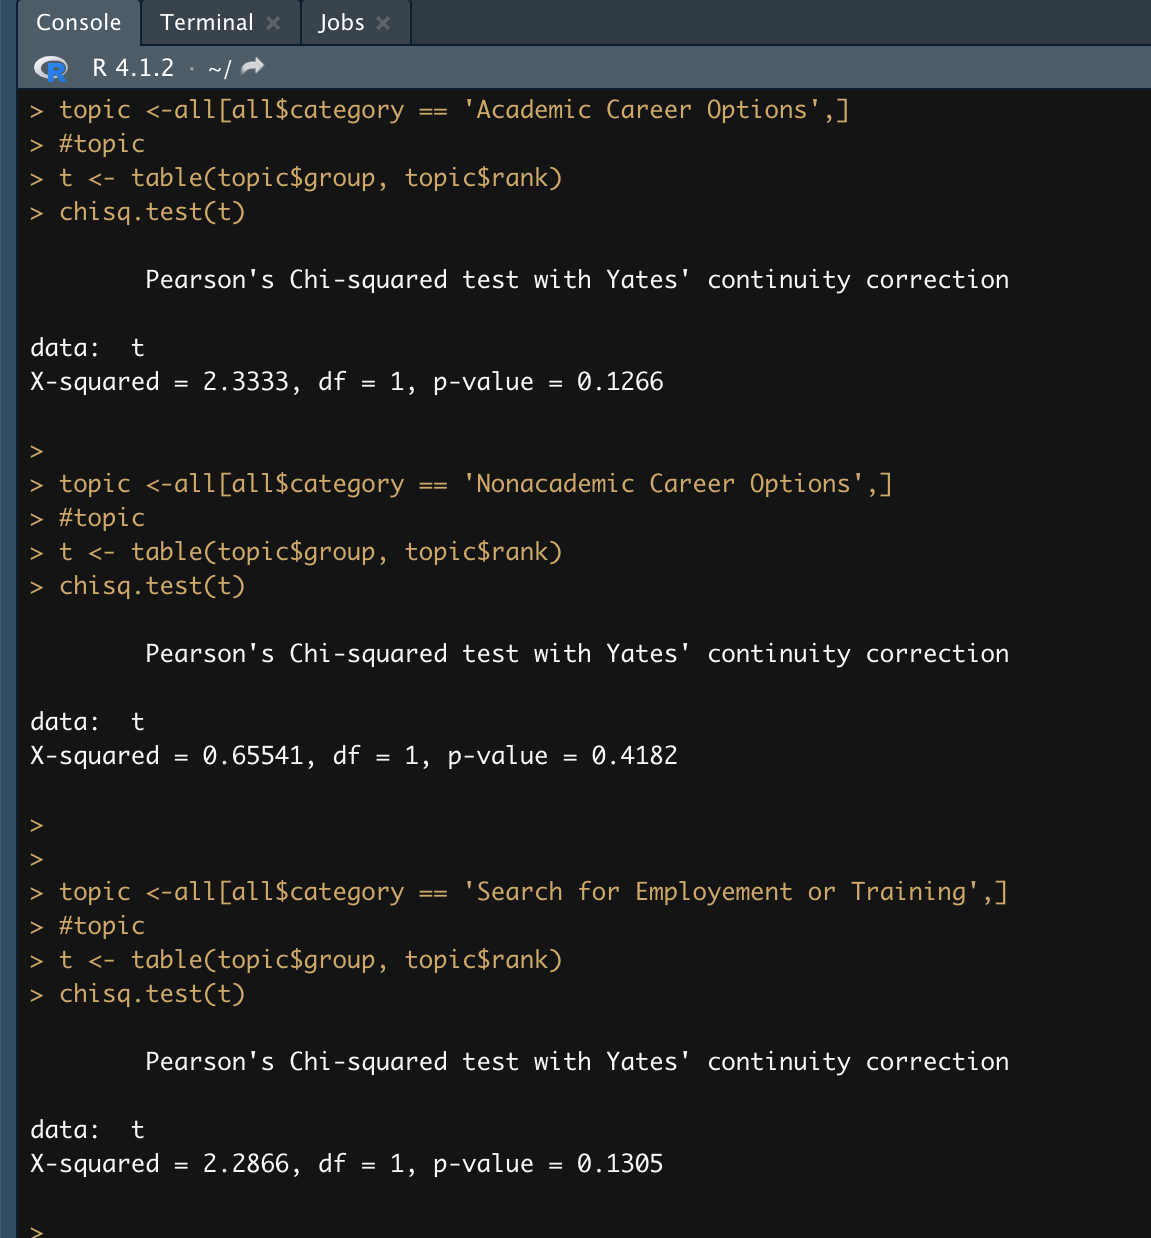 Console Terminal Jobs
R R 4.1.2 · ~/
> topic <-all[all$category == 'Academic Career Options',]
> #topic
> t <- table(topic$group, topic$rank)
> chisq.test(t)
Pearson's Chi-squared test with Yates' continuity correction
data:  t
X-squared = 2.3333, df = 1, p-value = 0.1266
>
> topic <-all[all$category == 'Nonacademic Career Options',]
> #topic
> t <- table(topic$group, topic$rank)
> chisq.test(t)
Pearson's Chi-squared test with Yates' continuity correction
data:  t
X-squared = 0.65541, df = 1, p-value = 0.4182
>
>
> topic <-all[all$category == 'Search for Employement or Training',]
> #topic
> t <- table(topic$group, topic$rank)
> chisq.test(t)
Pearson's Chi-squared test with Yates' continuity correction
data:  t
X-squared = 2.2866, df = 1, p-value = 0.1305
>